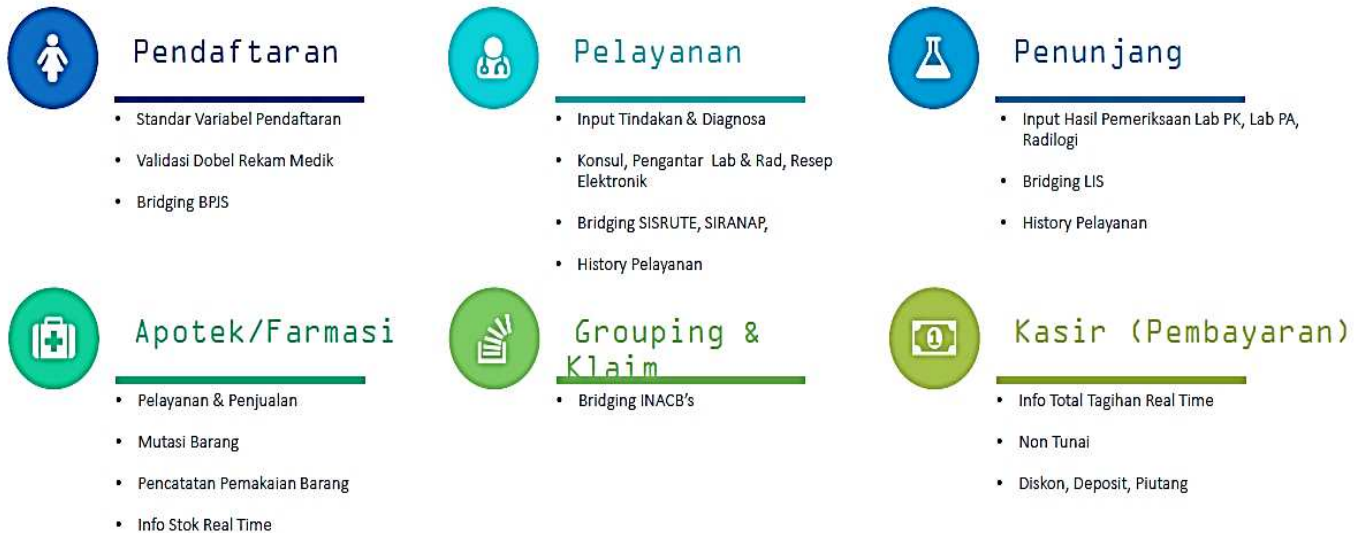 Pendaftaran
• Standar Variabel Pendaftaran
• Validasi Dobel Rekam Medik
• Bridging BPJS
Pelayanan
• Input Tindakan & Diagnosa
• Konsul, Pengantar Lab & Rad, Resep
Elektronik
• Bridging SISRUTE, SIRANAP,
• History Pelayanan
Penunjang
• Input Hasil Pemeriksaan Lab PK, Lab PA,
Radilogi
• Bridging LIS
• History Pelayanan
Apotek/Farmasi
• Pelayanan & Penjualan
• Mutasi Barang
• Pencatatan Pemakaian Barang
• Info Stok Real Time
Grouping &
Klaim
• Bridging INACB's
1
Kasir (Pembayaran)
• Info Total Tagihan Real Time
• Non Tunai
• Diskon, Deposit, Piutang